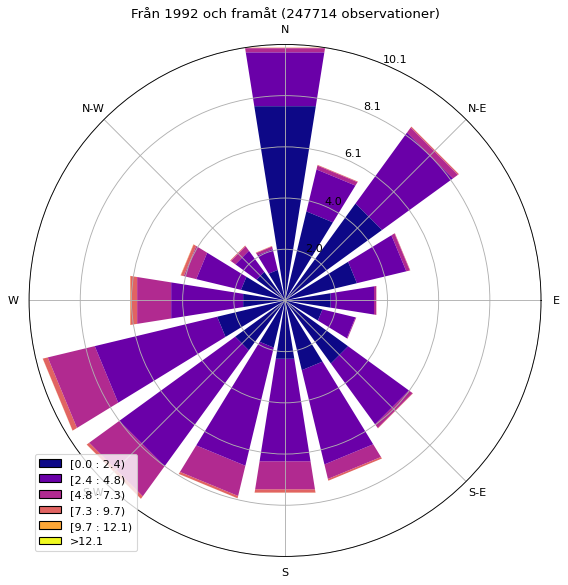 Från 1992 och framåt (247714 observationer)
N
10.1
N-W
8.1
N-E
6.1
4.0
2.0
W
E
[0.0 : 2.4)
[2.4 : 4.8)
[4.8 : 7.3)
S-W
S-E
[7.3 : 9.7)
[9.7 : 12.1)
>12.1
S